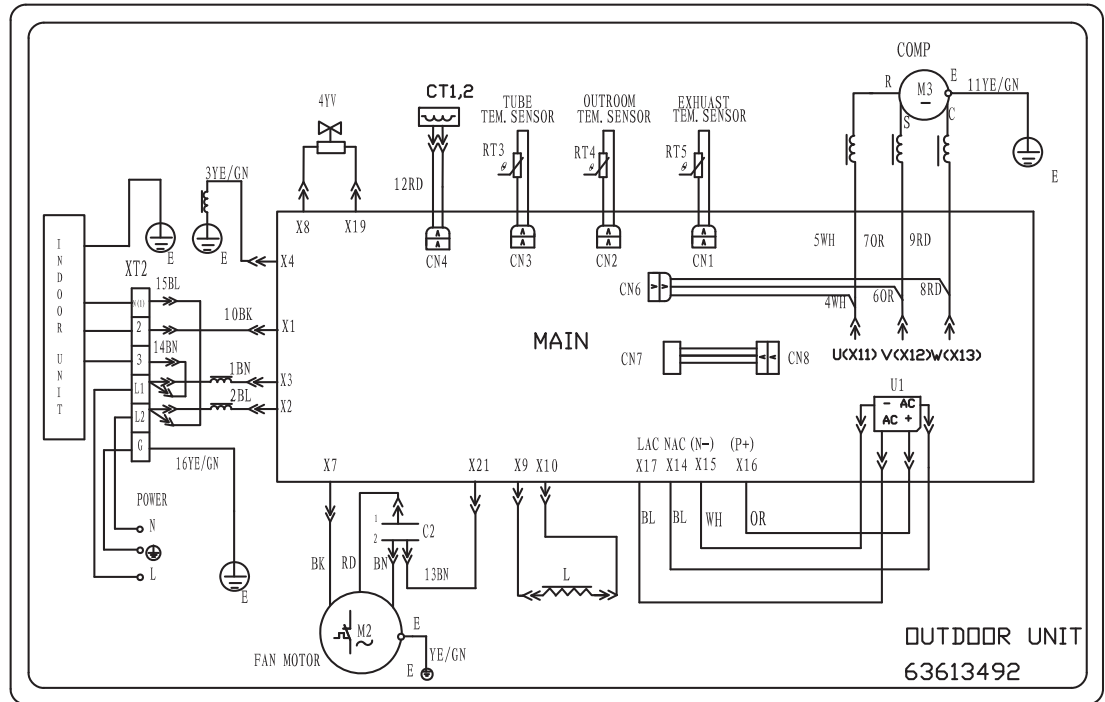 COMP
R
M3
E
11YE/GN
S
C
E
4YV
CT1,2
TUBE
TEM. SENSOR
OUTROOM
TEM. SENSOR
EXHUAST
TEM. SENSOR
RT3
θ
RT4
θ
RT5
θ
3YE/GN
12RD
E
E
X8
X19
X4
CN4
CN3
CN2
CN1
5WH
7OR
9RD
INDOOR UNIT
XT2
15BL
N(1)
2
10BK
X1
14BN
3
1BN
X3
L1
2BL
X2
L2
G
16YE/GN
CN6
4WH
6OR
8RD
MAIN
CN7
CN8
U(X11) V(X12) W(X13)
U1
- AC
AC +
POWER
N
L
E
X7
X21
X9
X10
LAC NAC (N-) (P+)
X17 X14 X15 X16
BL
BL
WH
OR
1
2
C2
BK
RD
BN
13BN
L
M2
E
YE/GN
E
FAN MOTOR
OUTDOOR UNIT
63613492